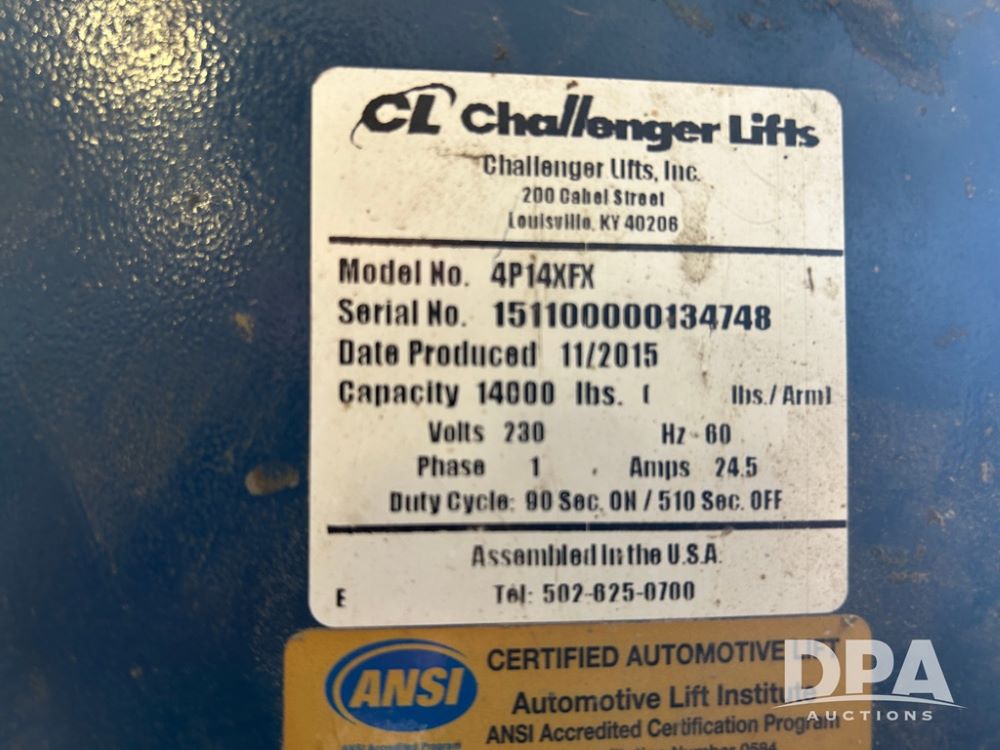 CL Challenger Lifts
Challenger Lifts, Inc.
200 Cabel Street
Louisville, KY 40206
Model No. 4P14XFX
Serial No. 151100000134748
Date Produced 11/2015
Capacity 14000 lbs. ( lbs./Arm)
Volts 230 Hz 60
Phase 1 Amps 24.5
Duty Cycle: 90 Sec. ON / 510 Sec. OFF
Assembled In the U.S.A.
E Tel: 502-625-0700
ANSI CERTIFIED AUTOMOTIVE LIFT
Automotive Lift Institute
ANSI Accredited Certification Program
Number 0584
DPA
AUCTIONS